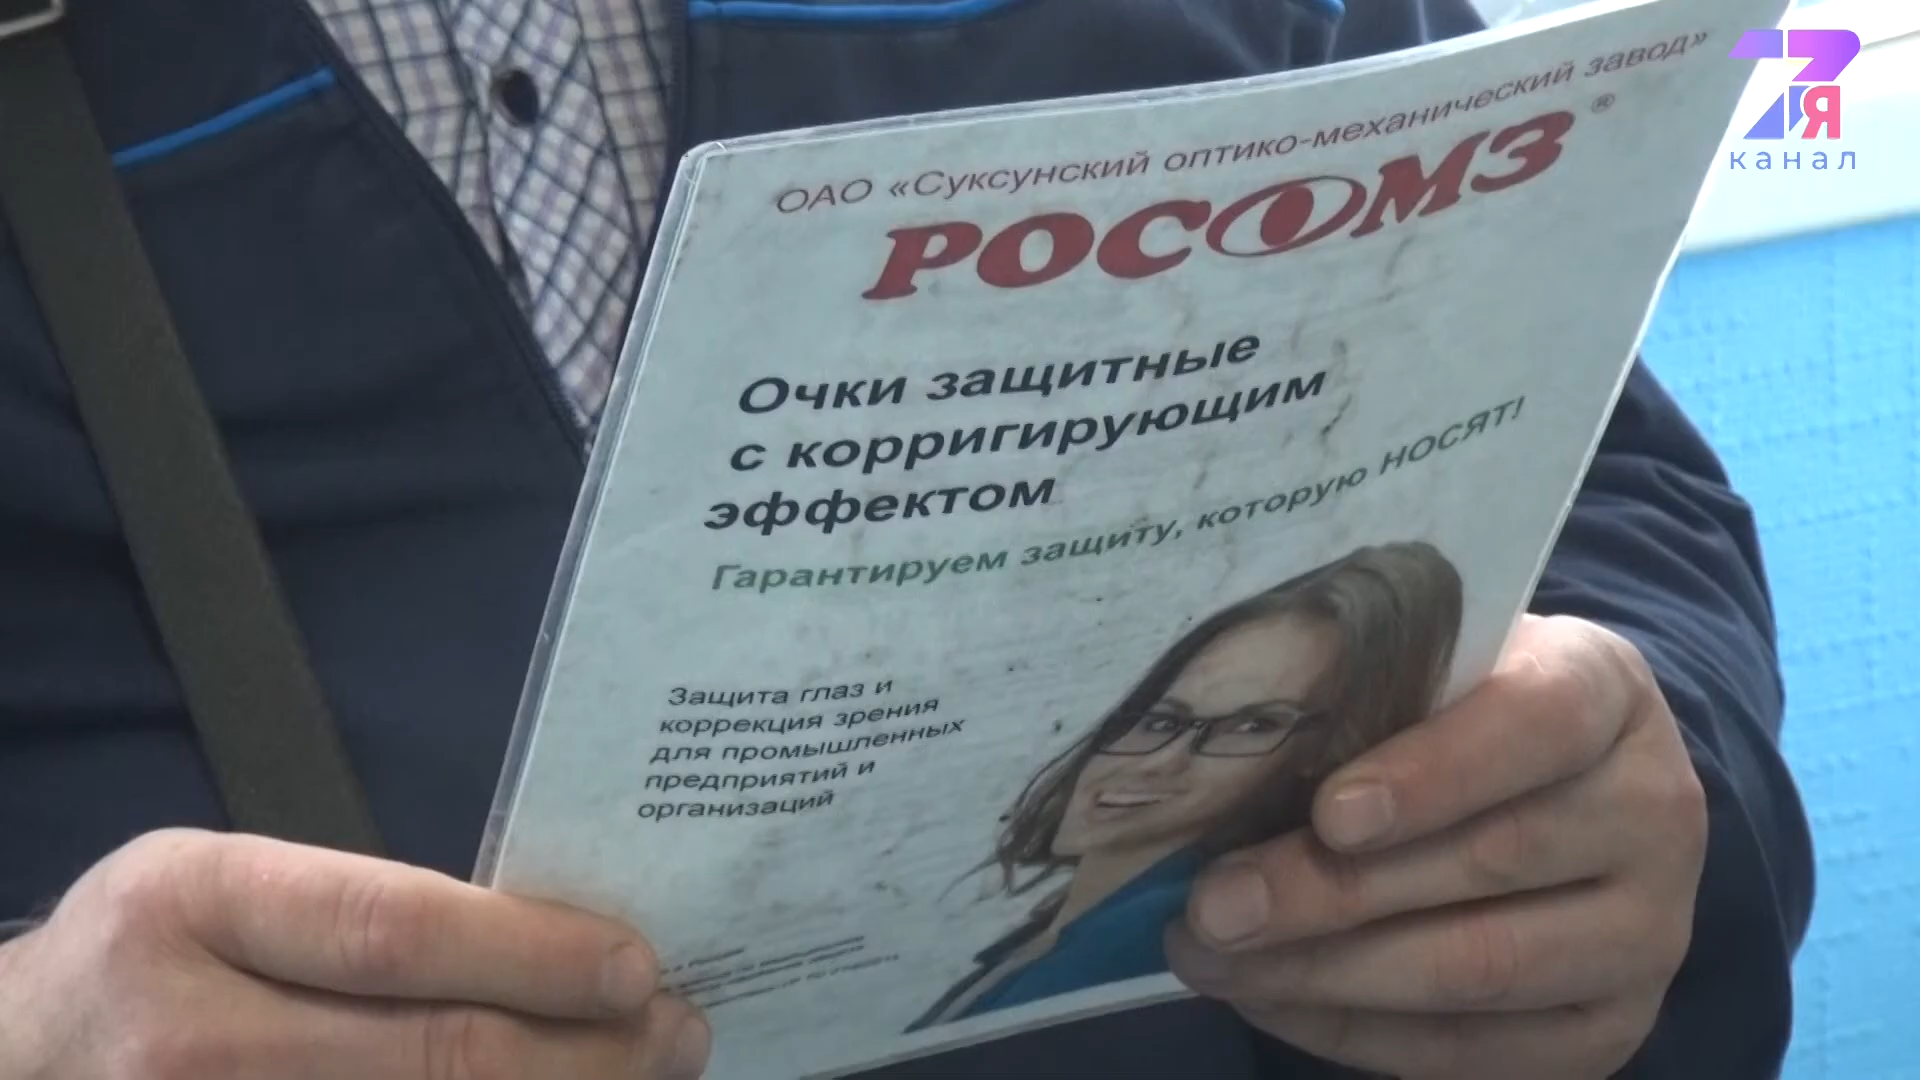 ОАО «Суксунский оптико-механический завод»
РОСОМЗ ®
Очки защитные
с корригирующим
эффектом
Гарантируем защиту, которую НОСЯТ!
Защита глаз и
коррекция зрения
для промышленных
предприятий и
организаций
7Я
канал